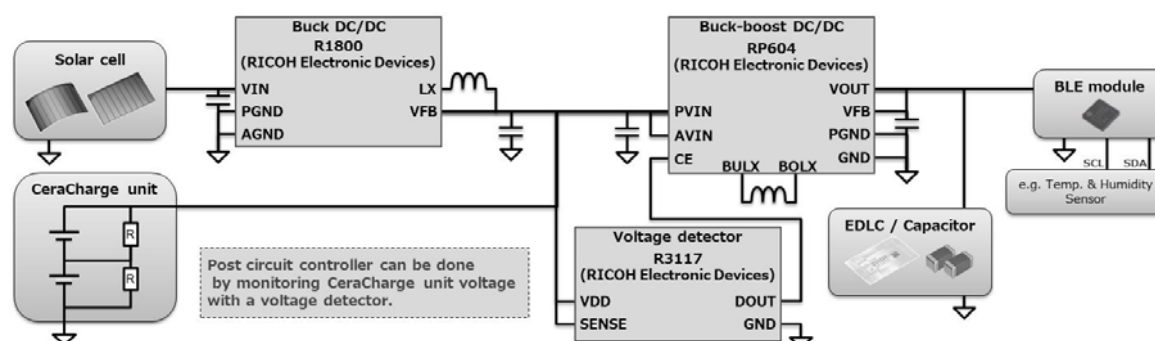 Solar cell
Buck DC/DC
R1800
(RICOH Electronic Devices)
VIN
LX
PGND
VFB
AGND
Buck-boost DC/DC
RP604
(RICOH Electronic Devices)
VOUT
PVIN
VFB
AVIN
PGND
CE
GND
BULX
BOLX
BLE module
SCL
SDA
e.g. Temp. & Humidity
Sensor
CeraCharge unit
R
R
Post circuit controller can be done
by monitoring CeraCharge unit voltage
with a voltage detector.
Voltage detector
R3117
(RICOH Electronic Devices)
VDD
DOUT
SENSE
GND
EDLC / Capacitor